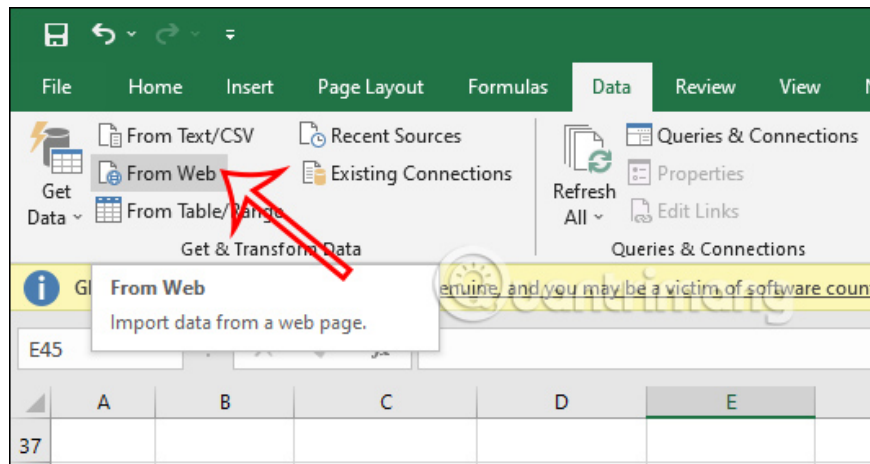 File Home Insert Page Layout Formulas Data Review View
From Text/CSV Recent Sources Queries & Connections
From Web Existing Connections Properties
Get Data From Table/Range Refresh All Edit Links
Get & Transform Data Queries & Connections
From Web
enuine, and you may be a victim of software coun
Import data from a web page.
Quantrimang
E45
A B C D E
37